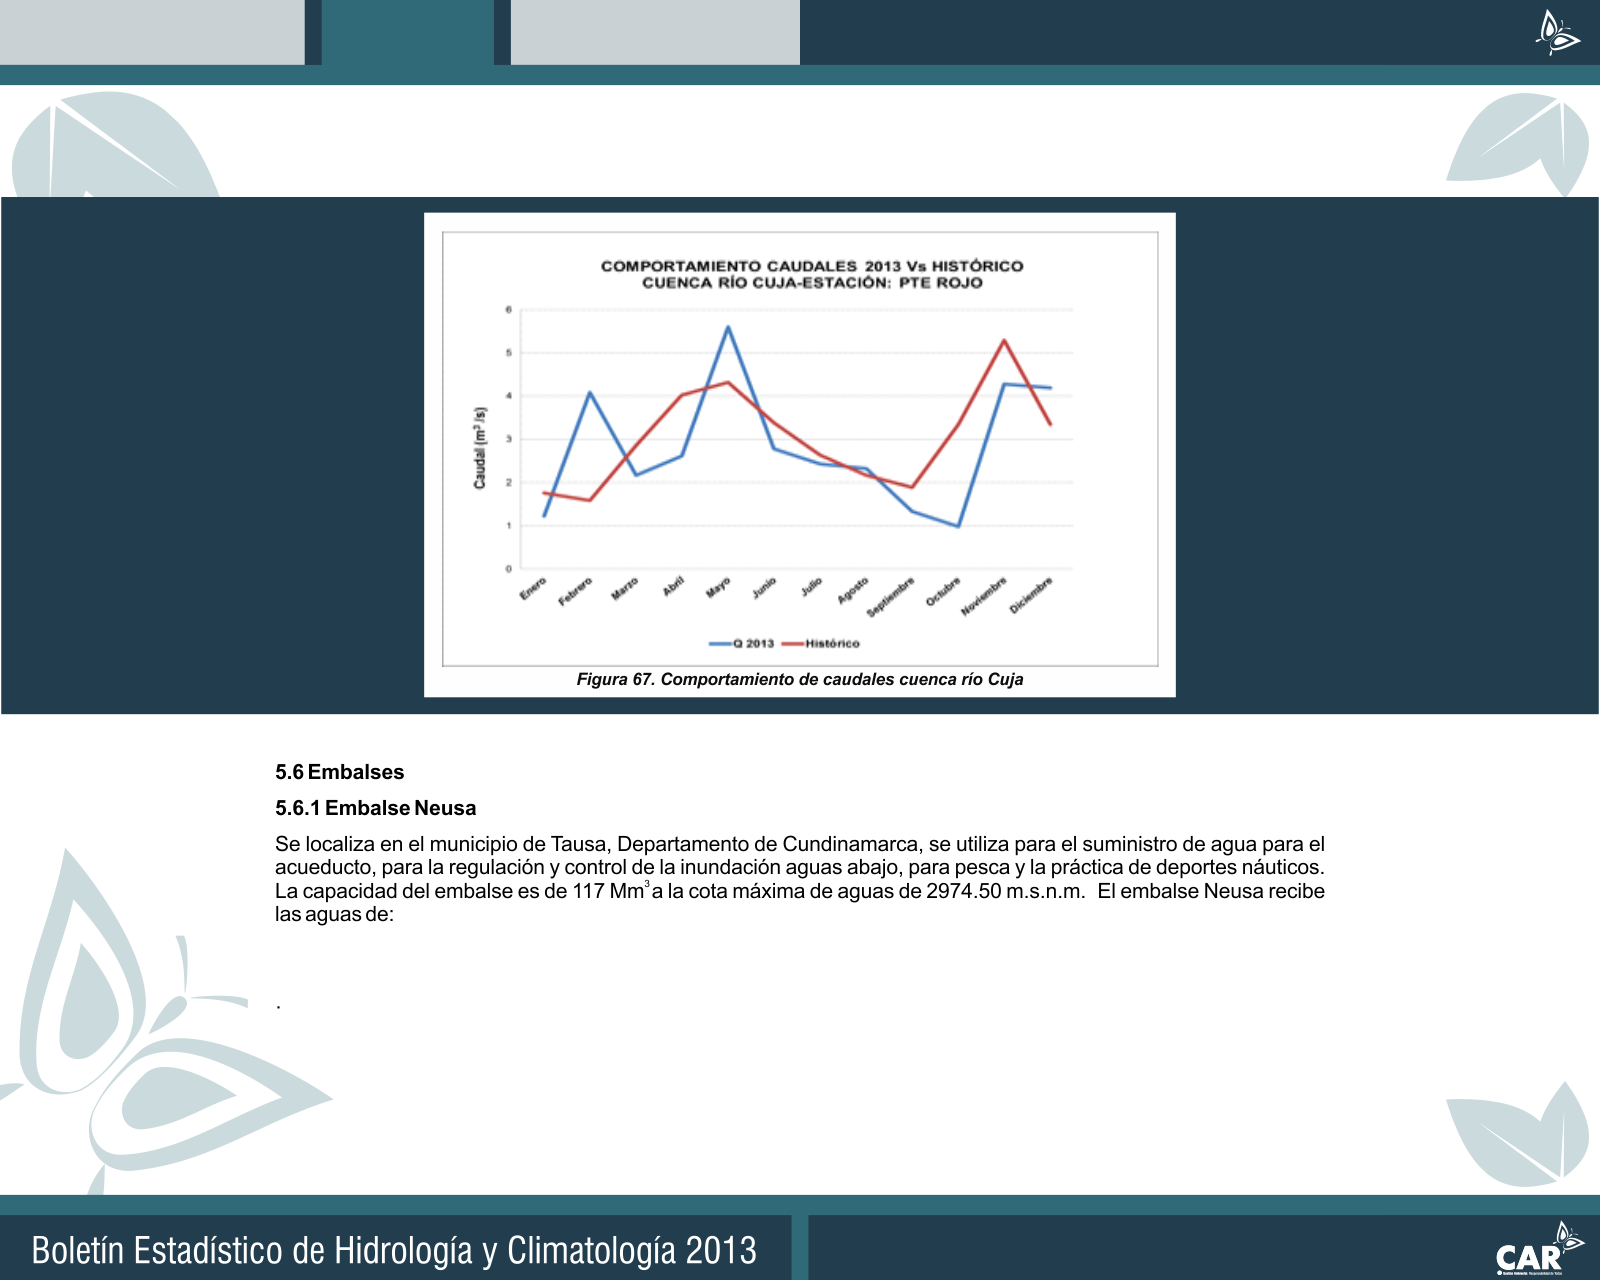 COMPORTAMIENTO CAUDALES 2013 Vs HISTÓRICO
CUENCA RÍO CUJA-ESTACIÓN: PTE ROJO
Caudal (m³/s)
6
5
4
3
2
1
0
Enero
Febrero
Marzo
Abril
Mayo
Junio
Julio
Agosto
Septiembre
Octubre
Noviembre
Diciembre
Q 2013 Histórico
Figura 67. Comportamiento de caudales cuenca río Cuja
5.6 Embalses
5.6.1 Embalse Neusa
Se localiza en el municipio de Tausa, Departamento de Cundinamarca, se utiliza para el suministro de agua para el
acueducto, para la regulación y control de la inundación aguas abajo, para pesca y la práctica de deportes náuticos.
La capacidad del embalse es de 117 Mm³ a la cota máxima de aguas de 2974.50 m.s.n.m. El embalse Neusa recibe
las aguas de:
.
Boletín Estadístico de Hidrología y Climatología 2013
CAR